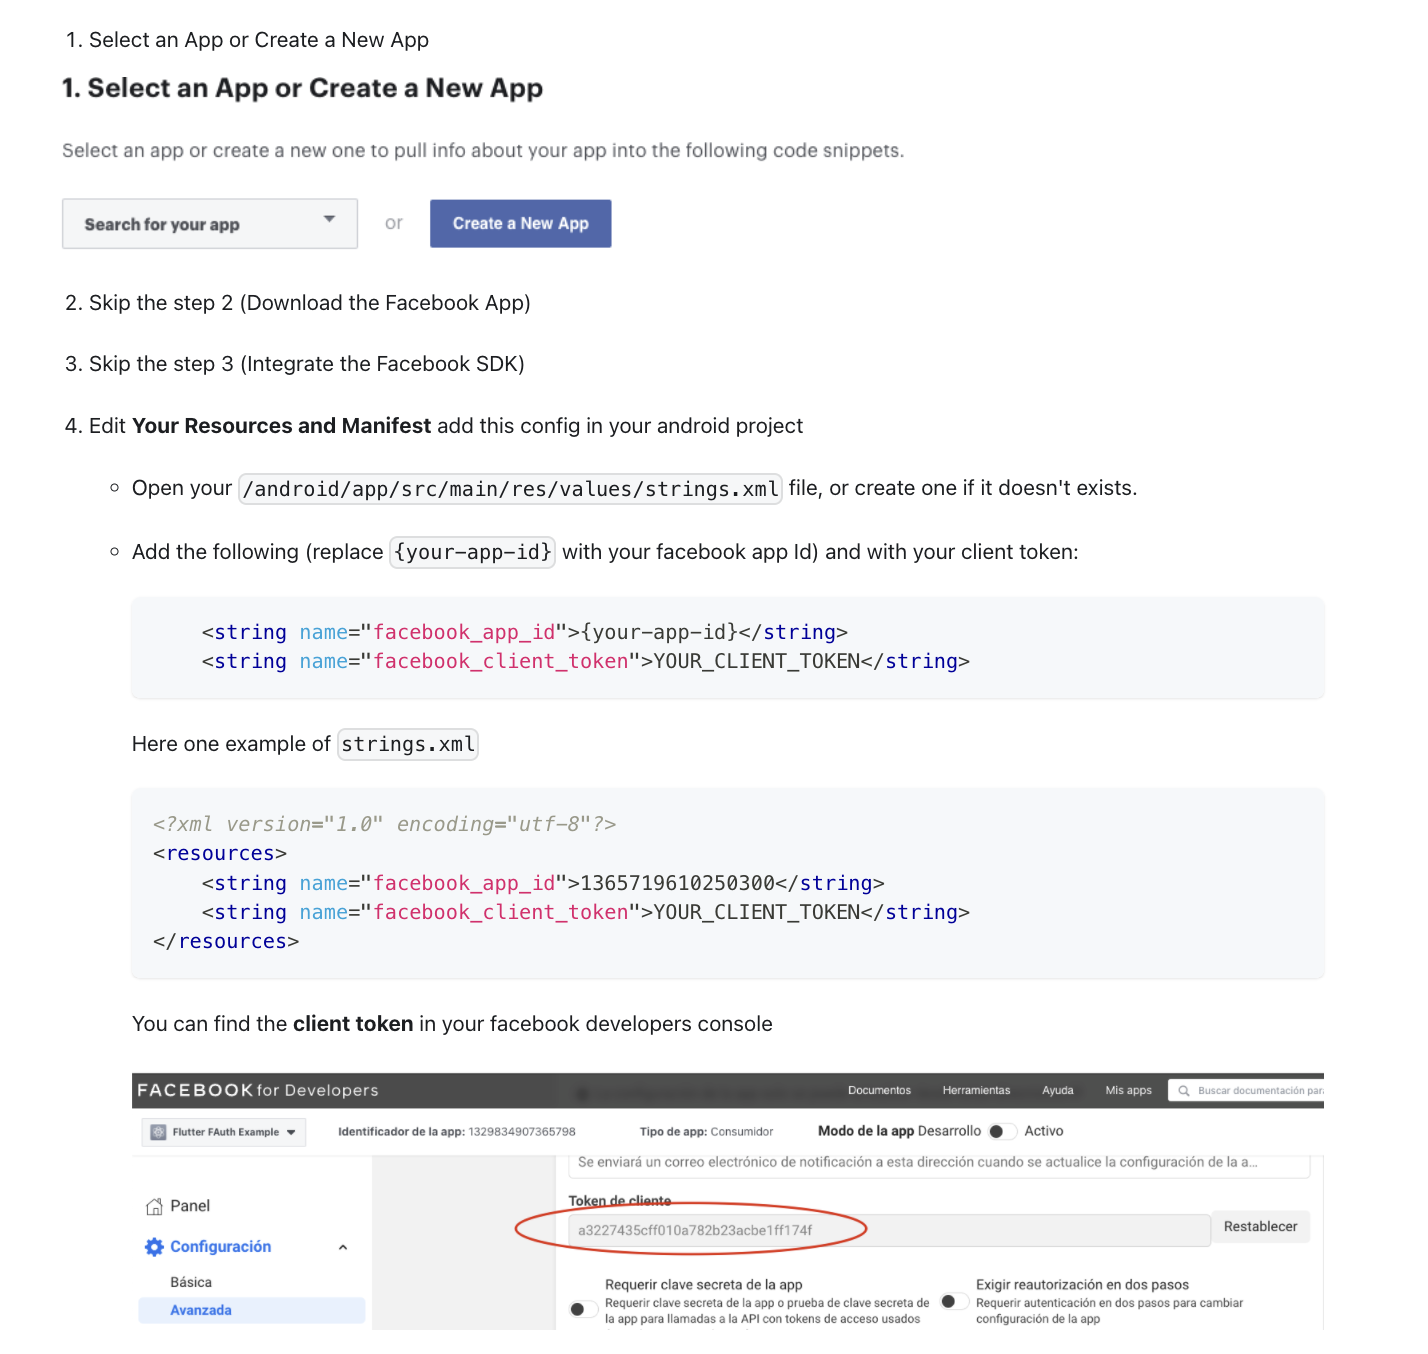 1. Select an App or Create a New App
1. Select an App or Create a New App
Select an app or create a new one to pull info about your app into the following code snippets.
Search for your app or Create a New App
2. Skip the step 2 (Download the Facebook App)
3. Skip the step 3 (Integrate the Facebook SDK)
4. Edit Your Resources and Manifest add this config in your android project
Open your /android/app/src/main/res/values/strings.xml file, or create one if it doesn't exists.
Add the following (replace {your-app-id} with your facebook app Id) and with your client token:
<string name="facebook_app_id">{your-app-id}</string>
<string name="facebook_client_token">YOUR_CLIENT_TOKEN</string>
Here one example of strings.xml
<?xml version="1.0" encoding="utf-8"?>
<resources>
<string name="facebook_app_id">1365719610250300</string>
<string name="facebook_client_token">YOUR_CLIENT_TOKEN</string>
</resources>
You can find the client token in your facebook developers console
FACEBOOK for Developers Documentos Herramientas Ayuda Mis apps Buscar documentación par
Flutter FAuth Example Identificador de la app: 1329834907365798 Tipo de app: Consumidor Modo de la app Desarrollo Activo
Se enviará un correo electrónico de notificación a esta dirección cuando se actualice la configuración de la a...
Token de cliente
Panel
a3227435cff010a782b23acbe1ff174f Restablecer
Configuración
Básica
Avanzada
Requerir clave secreta de la app
Requerir clave secreta de la app o prueba de clave secreta de
la app para llamadas a la API con tokens de acceso usados
Exigir reautorización en dos pasos
Requerir autenticación en dos pasos para cambiar
configuración de la app